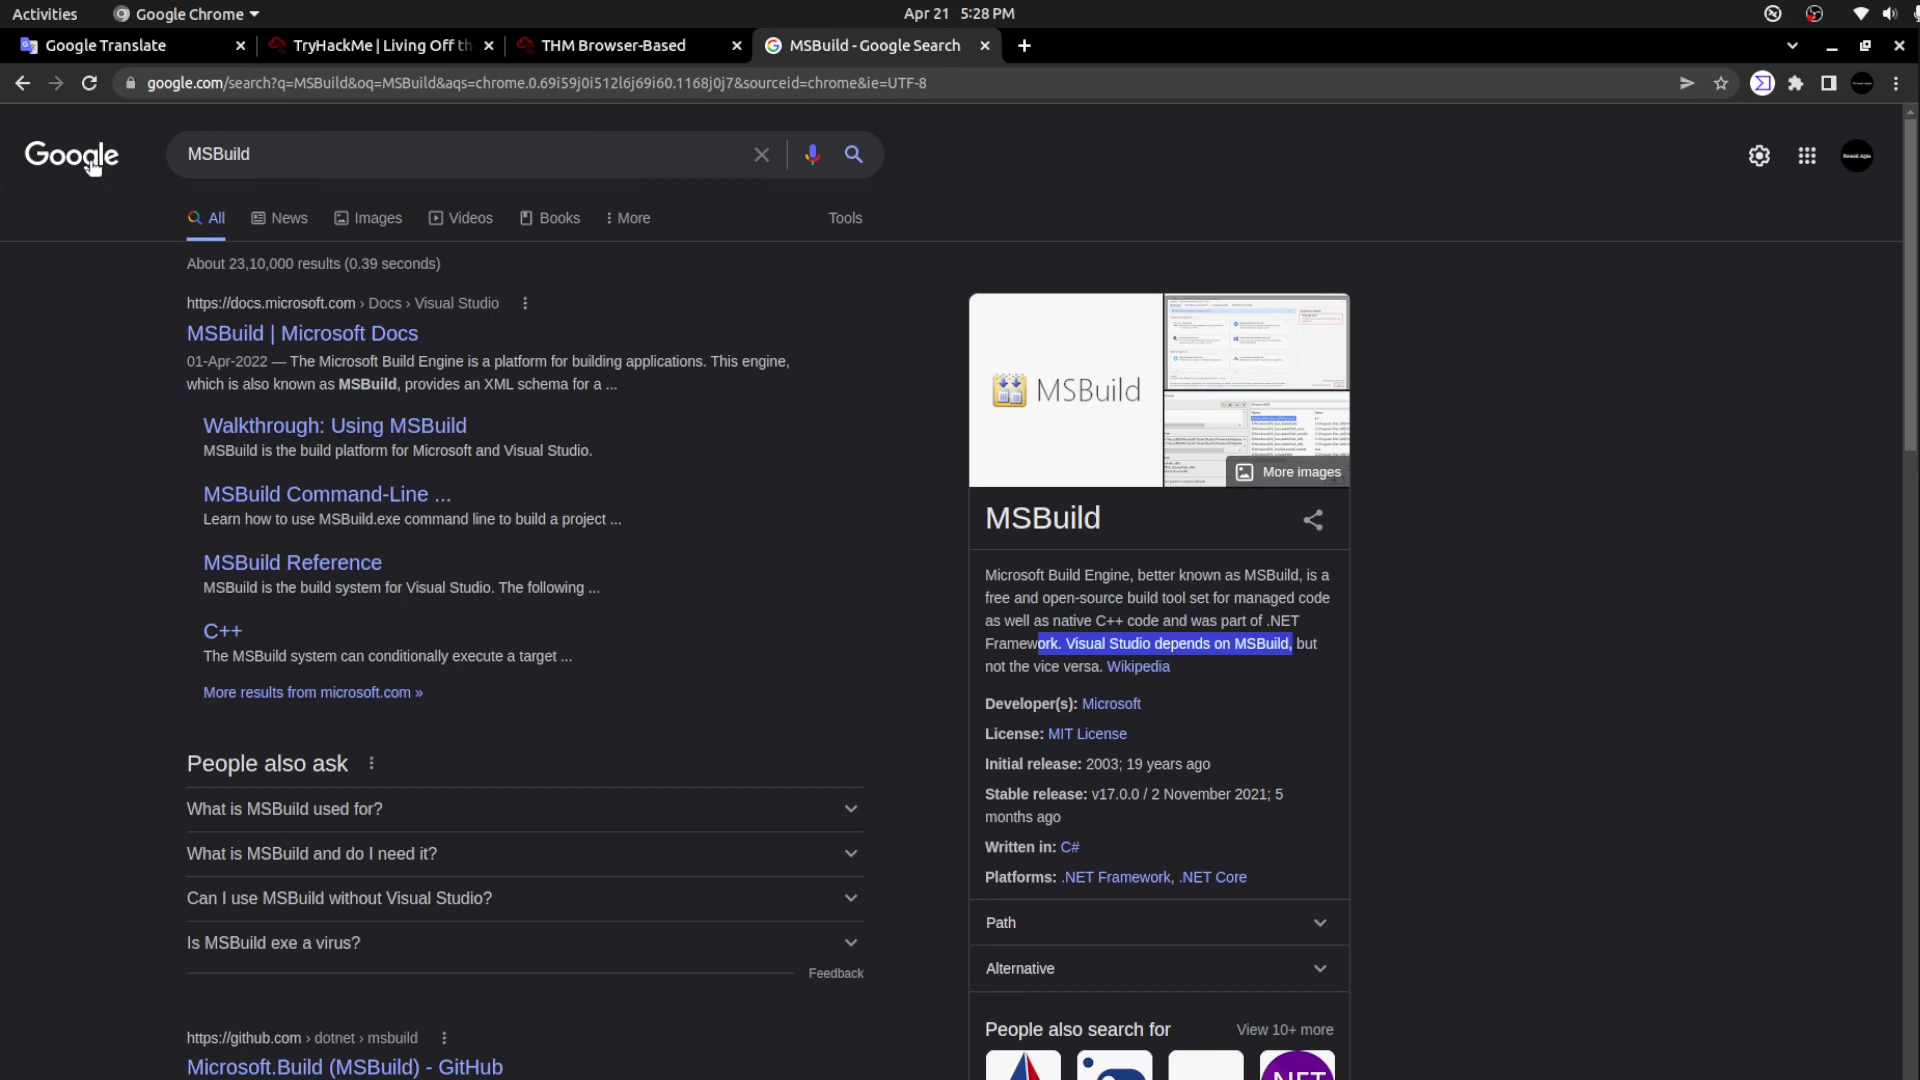 Activities
Google Chrome
Apr 21 5:28 PM
Google Translate
TryHackMe | Living Off th
THM Browser-Based
MSBuild - Google Search
google.com/search?q=MSBuild&oq=MSBuild&aqs=chrome.0.69i59j0i512l6j69i60.1168j0j7&sourceid=chrome&ie=UTF-8
Google
MSBuild
All
News
Images
Videos
Books
More
Tools
About 23,10,000 results (0.39 seconds)
https://docs.microsoft.com › Docs › Visual Studio
MSBuild | Microsoft Docs
01-Apr-2022 — The Microsoft Build Engine is a platform for building applications. This engine,
which is also known as MSBuild, provides an XML schema for a ...
Walkthrough: Using MSBuild
MSBuild is the build platform for Microsoft and Visual Studio.
MSBuild Command-Line ...
Learn how to use MSBuild.exe command line to build a project ...
MSBuild Reference
MSBuild is the build system for Visual Studio. The following ...
C++
The MSBuild system can conditionally execute a target ...
More results from microsoft.com »
People also ask
What is MSBuild used for?
What is MSBuild and do I need it?
Can I use MSBuild without Visual Studio?
Is MSBuild exe a virus?
Feedback
https://github.com › dotnet › msbuild
Microsoft.Build (MSBuild) - GitHub
MSBuild
More images
MSBuild
Microsoft Build Engine, better known as MSBuild, is a
free and open-source build tool set for managed code
as well as native C++ code and was part of .NET
Framework. Visual Studio depends on MSBuild, but
not the vice versa. Wikipedia
Developer(s): Microsoft
License: MIT License
Initial release: 2003; 19 years ago
Stable release: v17.0.0 / 2 November 2021; 5
months ago
Written in: C#
Platforms: .NET Framework, .NET Core
Path
Alternative
People also search for
View 10+ more
.NET